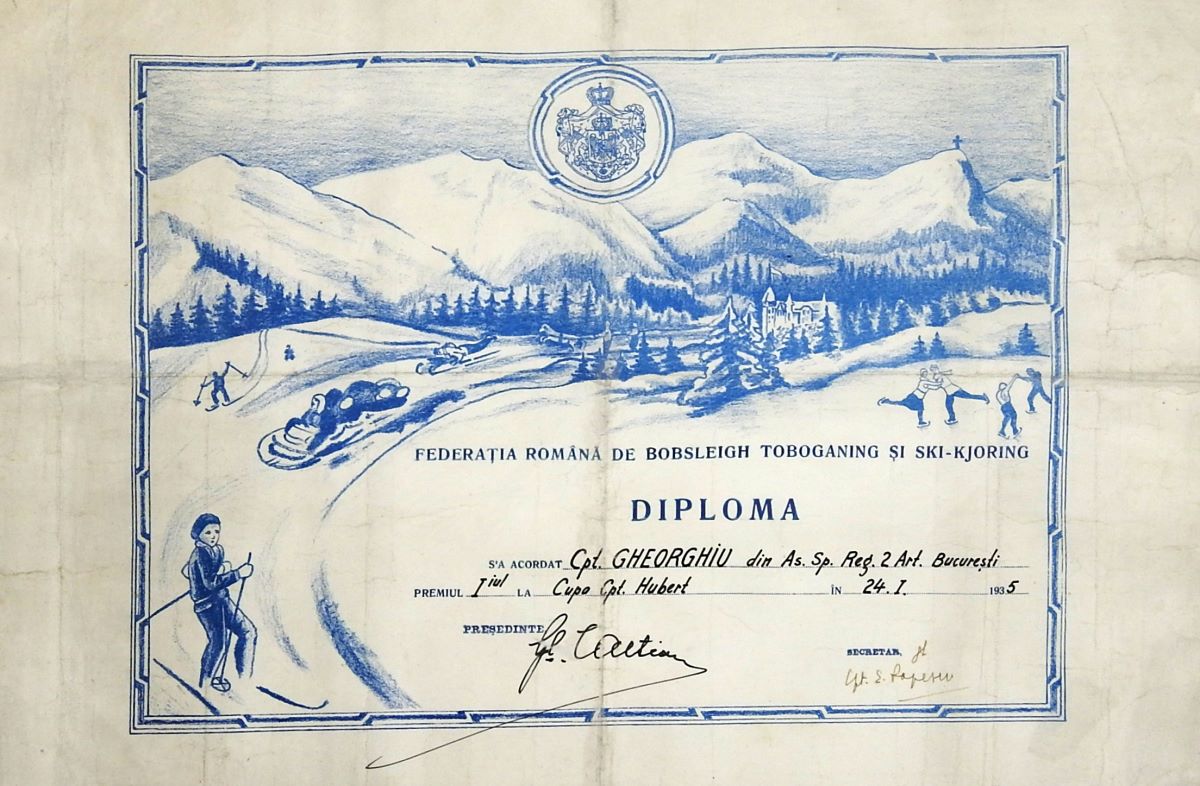 FEDERAȚIA ROMÂNĂ DE BOBSLEIGH TOBOGANING ȘI SKI-KJORING
DIPLOMA
S'A ACORDAT Cpt. GHEORGHIU din As. Sp. Reg. 2 Art. București
PREMIUL I iul LA Cupa Cpt. Hubert ÎN 24.I. 1935
PREȘEDINTE,
SECRETAR,
Cpt. E. Popescu